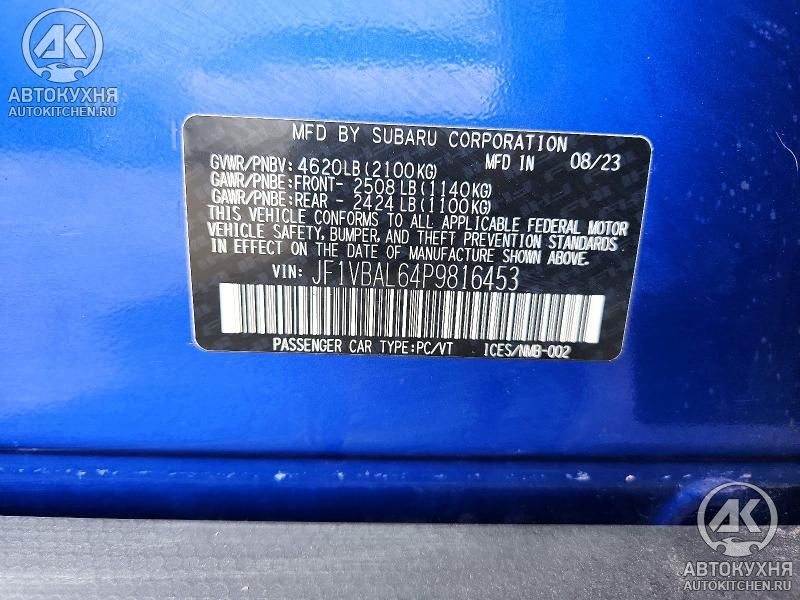 AK
АВТОКУХНЯ
AUTOKITCHEN.RU
MFD BY SUBARU CORPORATION
GVWR/PNBV: 4620LB(2100KG) MFD IN 08/23
GAWR/PNBE:FRONT- 2508LB(1140KG)
GAWR/PNBE:REAR - 2424LB(1100KG)
THIS VEHICLE CONFORMS TO ALL APPLICABLE FEDERAL MOTOR
VEHICLE SAFETY, BUMPER, AND THEFT PREVENTION STANDARDS
IN EFFECT ON THE DATE OF MANUFACTURE SHOWN ABOVE.
VIN: JF1VBAL64P9816453
PASSENGER CAR TYPE:PC/VT ICES/NMB-002
AK
АВТОКУХНЯ
AUTOKITCHEN.RU